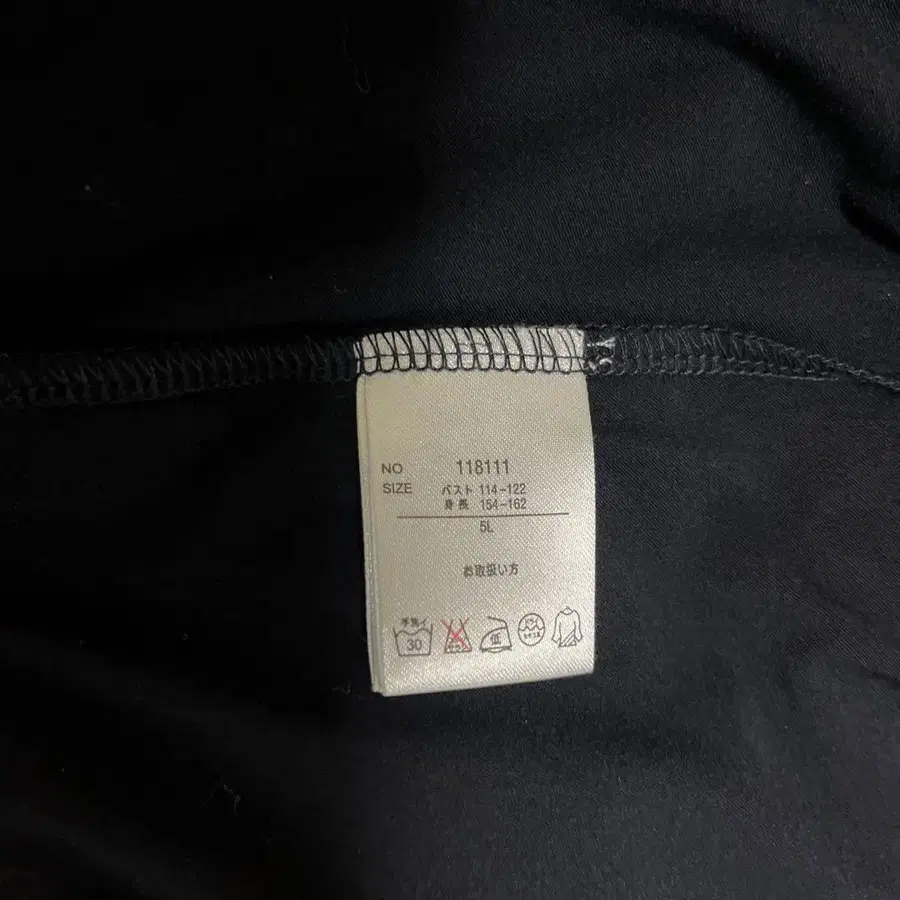 NO 118111
SIZE バスト 114-122
身長 154-162
5L
お取扱い方
手洗イ
30
低